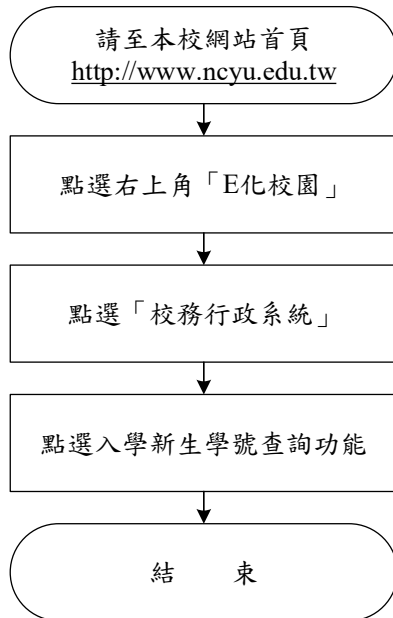 請至本校網站首頁
http://www.ncyu.edu.tw
點選右上角「E化校園」
點選「校務行政系統」
點選入學新生學號查詢功能
結　　束